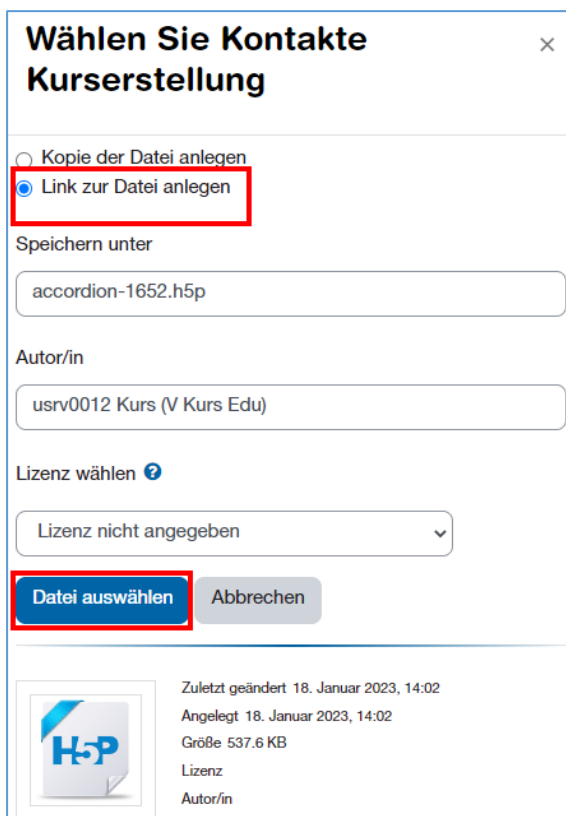 Wählen Sie Kontakte
Kurserstellung
×
Kopie der Datei anlegen
Link zur Datei anlegen
Speichern unter
accordion-1652.h5p
Autor/in
usrv0012 Kurs (V Kurs Edu)
Lizenz wählen ?
Lizenz nicht angegeben
Datei auswählen Abbrechen
Zuletzt geändert 18. Januar 2023, 14:02
Angelegt 18. Januar 2023, 14:02
Größe 537.6 KB
H5P
Lizenz
Autor/in